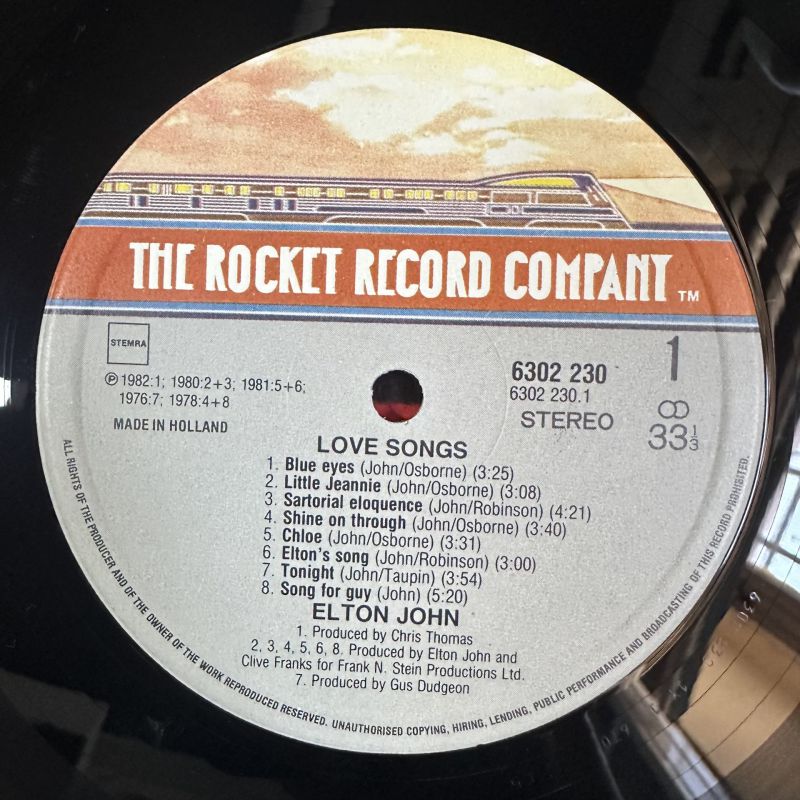 THE ROCKET RECORD COMPANY TM
STEMRA
℗ 1982:1; 1980:2+3; 1981:5+6;
1976:7; 1978:4+8
MADE IN HOLLAND
6302 230
6302 230.1
STEREO
1
33 1/3
LOVE SONGS
1. Blue eyes (John/Osborne) (3:25)
2. Little Jeannie (John/Osborne) (3:08)
3. Sartorial eloquence (John/Robinson) (4:21)
4. Shine on through (John/Osborne) (3:40)
5. Chloe (John/Osborne) (3:31)
6. Elton's song (John/Robinson) (3:00)
7. Tonight (John/Taupin) (3:54)
8. Song for guy (John) (5:20)
ELTON JOHN
1. Produced by Chris Thomas
2, 3, 4, 5, 6, 8. Produced by Elton John and
Clive Franks for Frank N. Stein Productions Ltd.
7. Produced by Gus Dudgeon
ALL RIGHTS OF THE PRODUCER AND OF THE OWNER OF THE WORK REPRODUCED RESERVED. UNAUTHORISED COPYING, HIRING, LENDING, PUBLIC PERFORMANCE AND BROADCASTING OF THIS RECORD PROHIBITED.